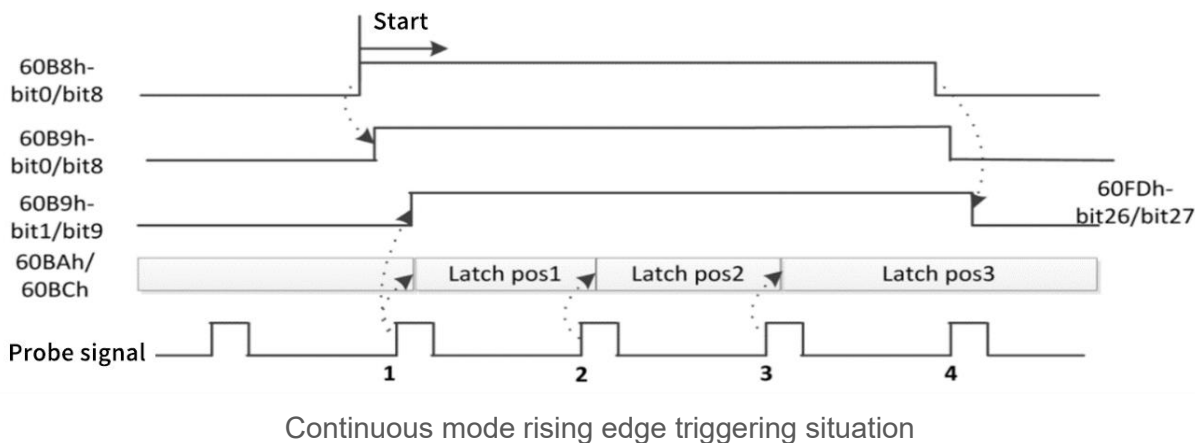 Start
60B8h-
bit0/bit8
60B9h-
bit0/bit8
60B9h-
bit1/bit9
60FDh-
bit26/bit27
60BAh/
60BCh
Latch pos1
Latch pos2
Latch pos3
Probe signal
1
2
3
4
Continuous mode rising edge triggering situation